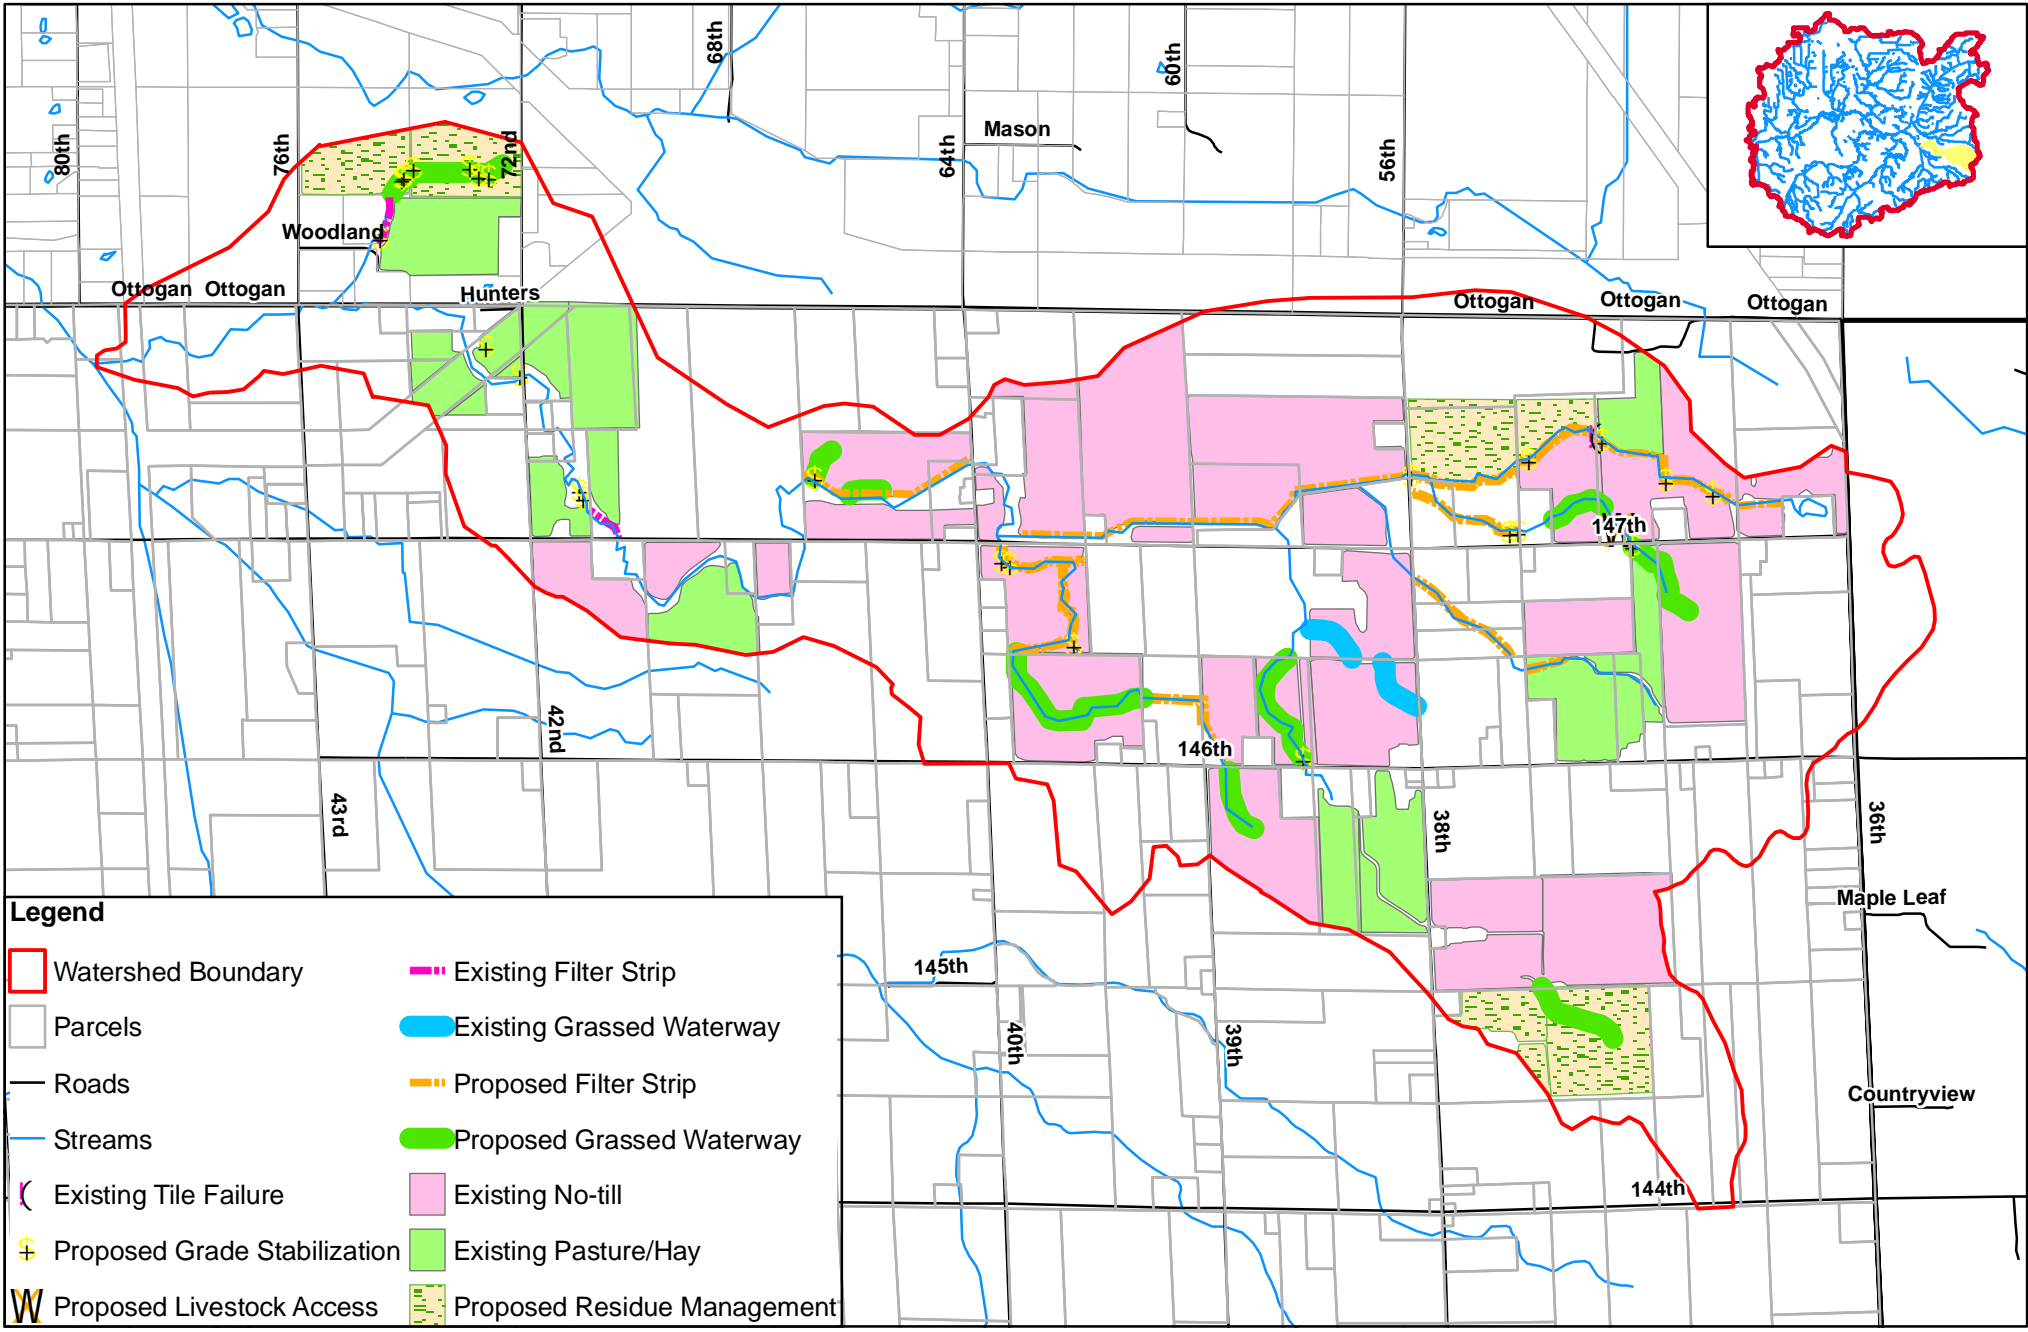 68th
60th
80th
76th
72nd
64th
Mason
56th
Woodland
Ottogan
Ottogan
Hunters
Ottogan
Ottogan
Ottogan
147th
42nd
146th
43rd
38th
36th
Maple Leaf
145th
40th
39th
Countryview
144th
Legend
Watershed Boundary
Parcels
Roads
Streams
Existing Tile Failure
Proposed Grade Stabilization
Proposed Livestock Access
Existing Filter Strip
Existing Grassed Waterway
Proposed Filter Strip
Proposed Grassed Waterway
Existing No-till
Existing Pasture/Hay
Proposed Residue Management